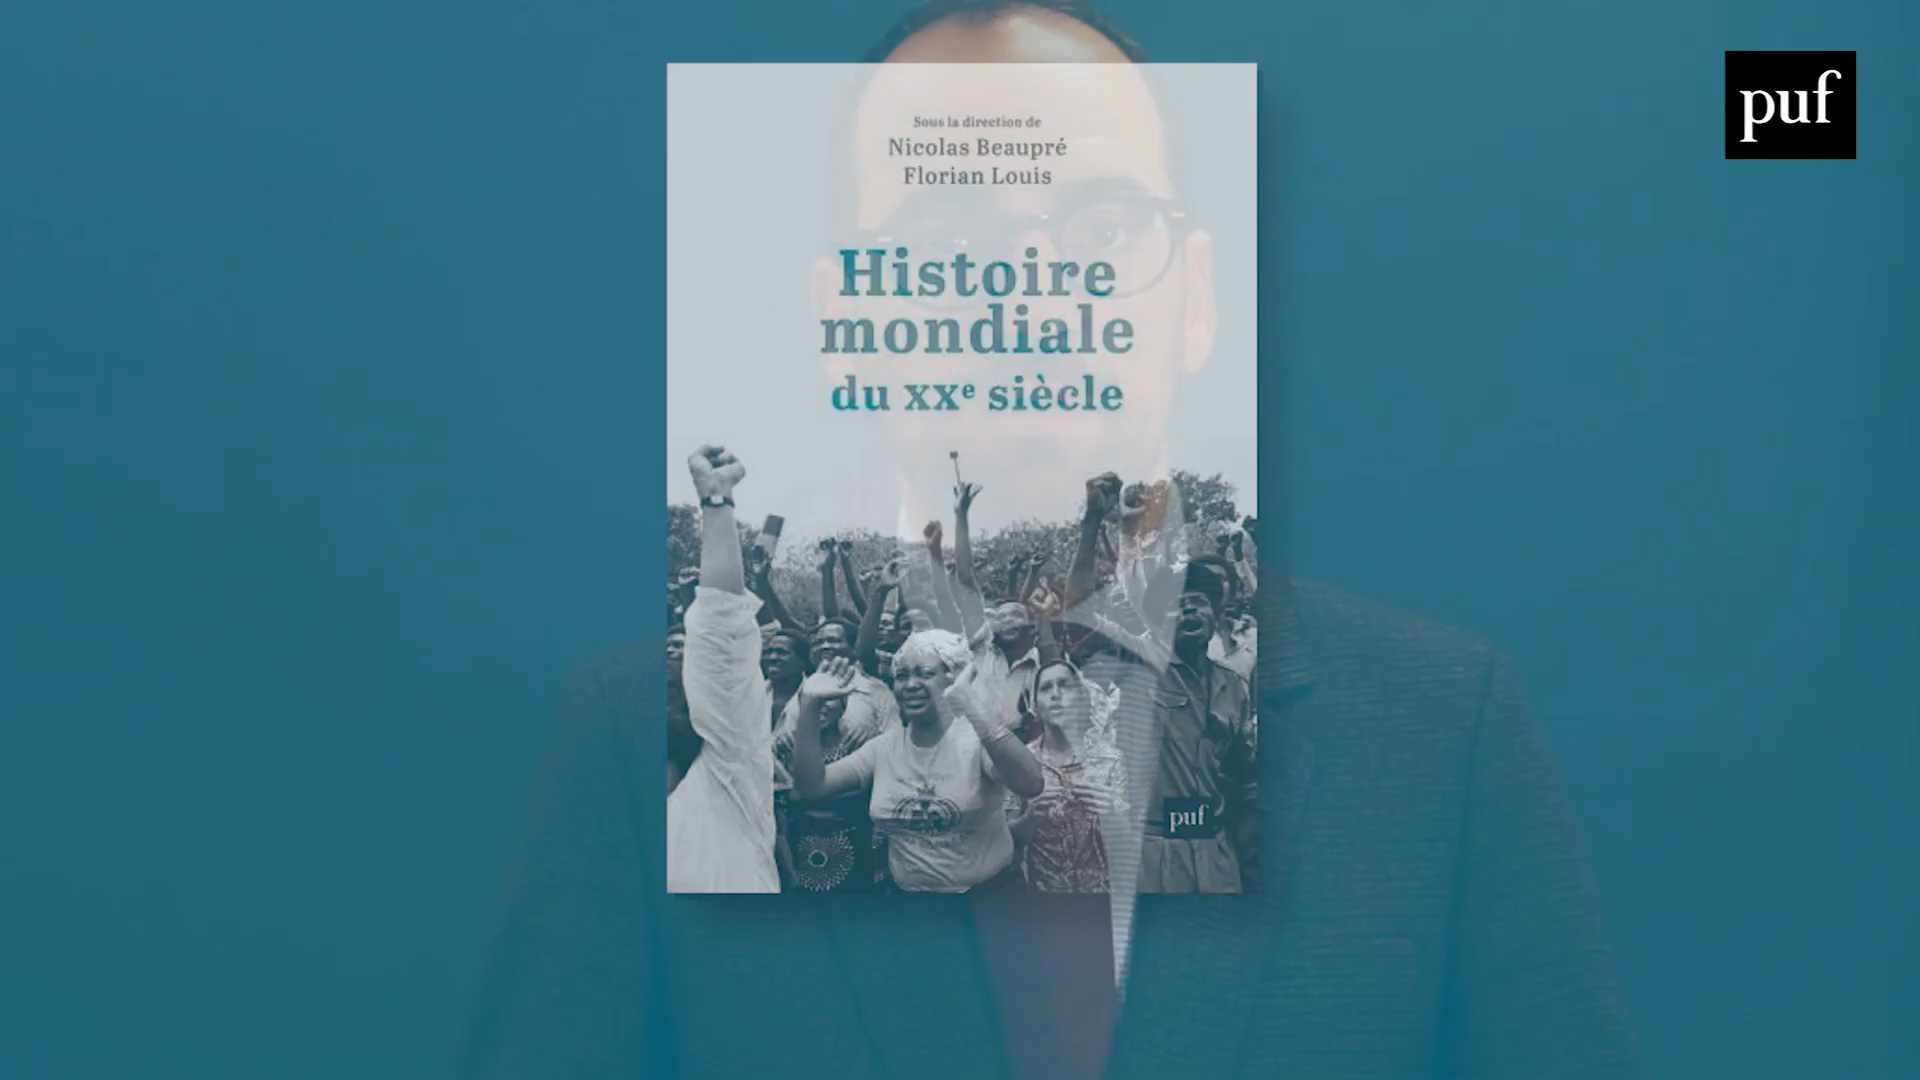 puf
Sous la direction de
Nicolas Beaupré
Florian Louis
Histoire
mondiale
du XXe siècle
puf